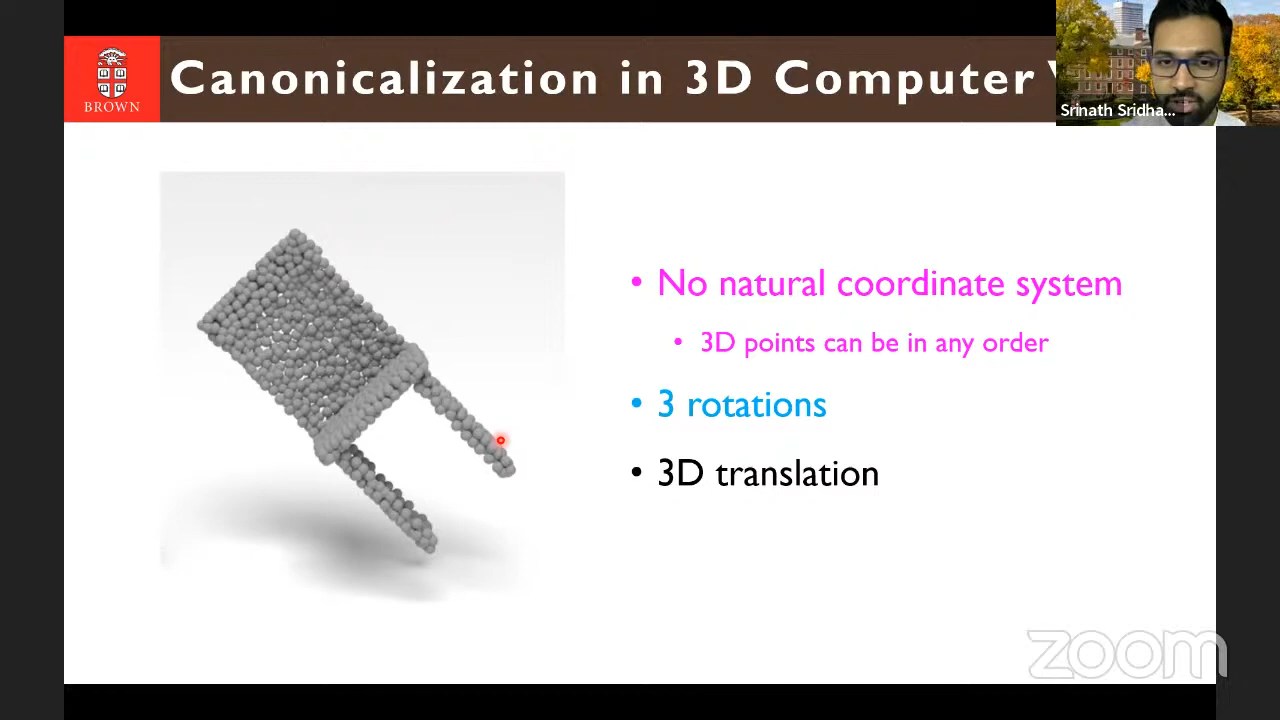 BROWN
Canonicalization in 3D Computer
Srinath Sridha...
• No natural coordinate system
• 3D points can be in any order
• 3 rotations
• 3D translation
zoom